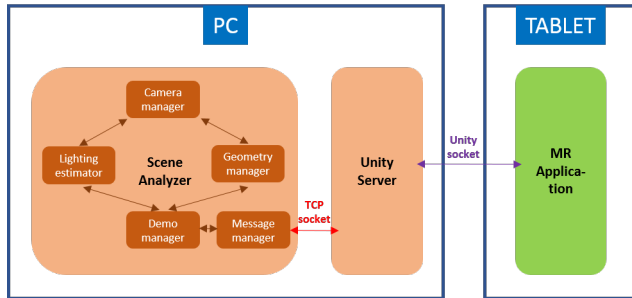 PC
TABLET
Camera
manager
Lighting
estimator
Scene
Analyzer
Geometry
manager
Demo
manager
Message
manager
TCP
socket
Unity
Server
Unity
socket
MR
Applica-
tion